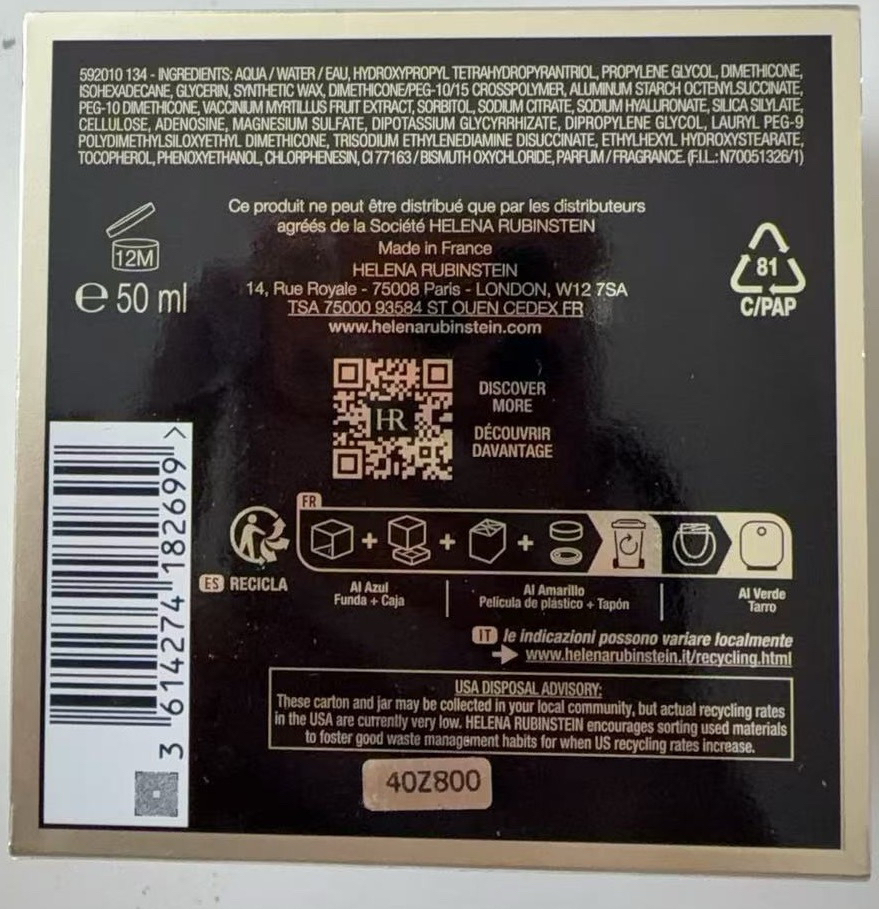 592010 134 - INGREDIENTS: AQUA / WATER / EAU, HYDROXYPROPYL TETRAHYDROPYRANTRIOL, PROPYLENE GLYCOL, DIMETHICONE,
ISOHEXADECANE, GLYCERIN, SYNTHETIC WAX, DIMETHICONE/PEG-10/15 CROSSPOLYMER, ALUMINUM STARCH OCTENYLSUCCINATE,
PEG-10 DIMETHICONE, VACCINIUM MYRTILLUS FRUIT EXTRACT, SORBITOL, SODIUM CITRATE, SODIUM HYALURONATE, SILICA SILYLATE,
CELLULOSE, ADENOSINE, MAGNESIUM SULFATE, DIPOTASSIUM GLYCYRRHIZATE, DIPROPYLENE GLYCOL, LAURYL PEG-9
POLYDIMETHYLSILOXYETHYL DIMETHICONE, TRISODIUM ETHYLENEDIAMINE DISUCCINATE, ETHYLHEXYL HYDROXYSTEARATE,
TOCOPHEROL, PHENOXYETHANOL, CHLORPHENESIN, CI 77163 / BISMUTH OXYCHLORIDE, PARFUM / FRAGRANCE. (F.I.L.: N70051326/1)
12M
e 50 ml
Ce produit ne peut être distribué que par les distributeurs
agréés de la Société HELENA RUBINSTEIN
Made in France
HELENA RUBINSTEIN
14, Rue Royale - 75008 Paris - LONDON, W12 7SA
TSA 75000 93584 ST OUEN CEDEX FR
www.helenarubinstein.com
81
C/PAP
HR
DISCOVER
MORE
DÉCOUVRIR
DAVANTAGE
3 614274 182699 >
FR
+ + +
ES RECICLA
Al Azul
Funda + Caja
Al Amarillo
Película de plástico + Tapón
Al Verde
Tarro
IT le indicazioni possono variare localmente
www.helenarubinstein.it/recycling.html
USA DISPOSAL ADVISORY:
These carton and jar may be collected in your local community, but actual recycling rates
in the USA are currently very low. HELENA RUBINSTEIN encourages sorting used materials
to foster good waste management habits for when US recycling rates increase.
40Z800